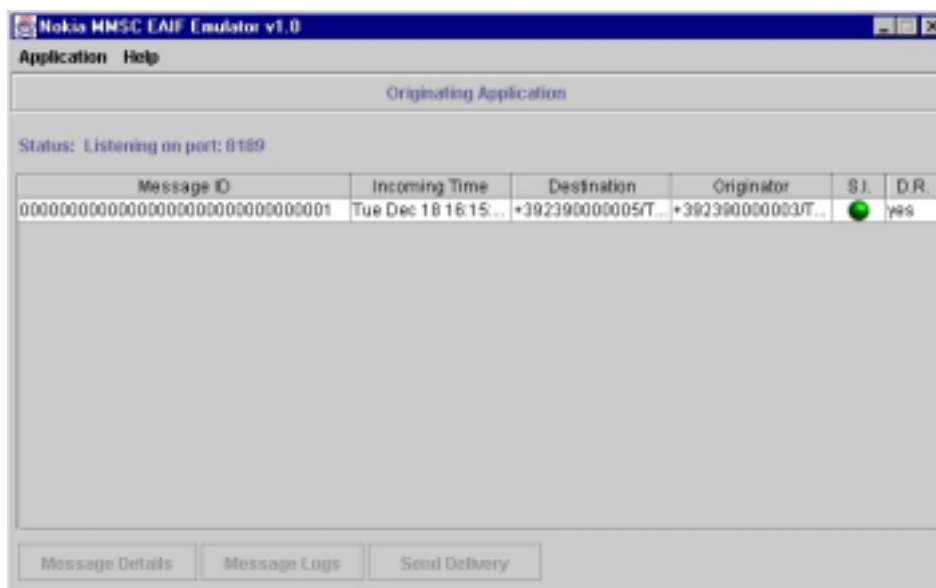 Nokia MMSC EAIF Emulator v1.0
Application Help
Originating Application
Status: Listening on port: 8189
Message ID Incoming Time Destination Originator S.I. D.R.
00000000000000000000000000000001 Tue Dec 18 16:15:... +392390000005/T... +392390000003/T... yes
Message Details Message Logs Send Delivery